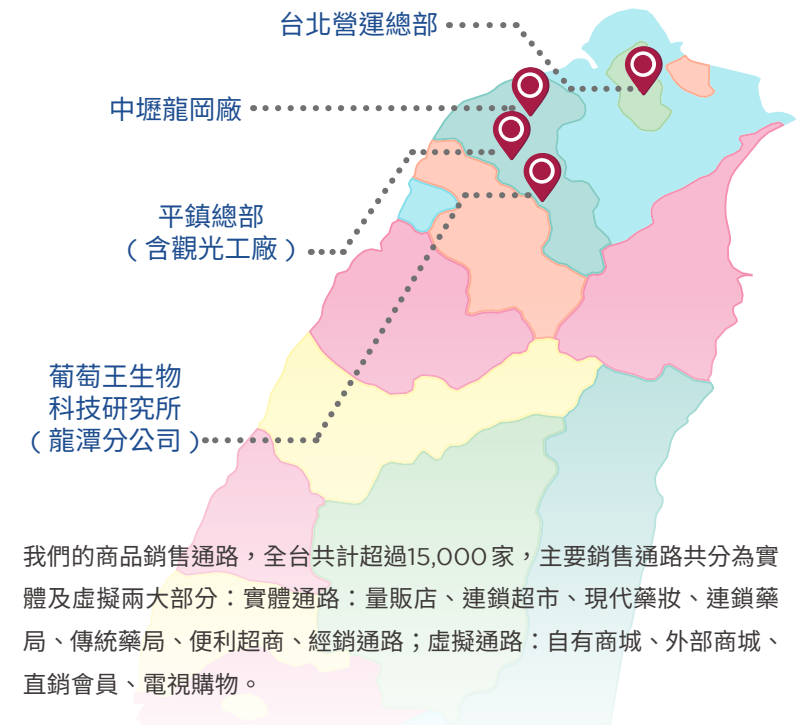 台北營運總部
中壢龍岡廠
平鎮總部
（含觀光工廠）
葡萄王生物
科技研究所
（龍潭分公司）
我們的商品銷售通路，全台共計超過15,000家，主要銷售通路共分為實
體及虛擬兩大部分：實體通路：量販店、連鎖超市、現代藥妝、連鎖藥
局、傳統藥局、便利超商、經銷通路；虛擬通路：自有商城、外部商城、
直銷會員、電視購物。